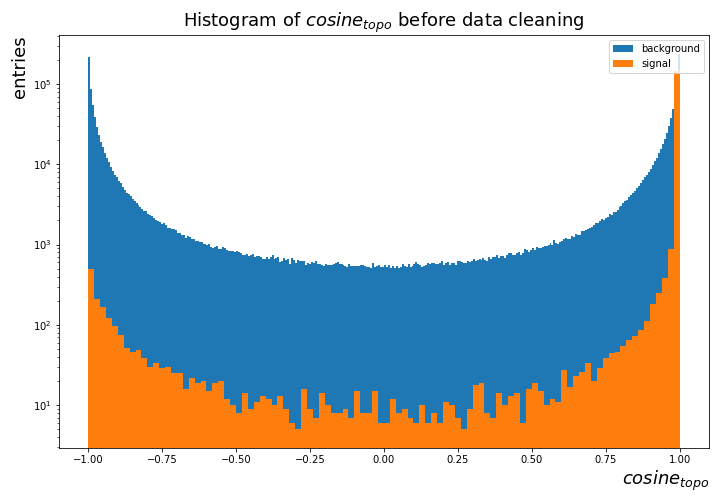 Histogram of cosine_topo before data cleaning
entries
background
signal
10^5
10^4
10^3
10^2
10^1
−1.00 −0.75 −0.50 −0.25 0.00 0.25 0.50 0.75 1.00
cosine_topo